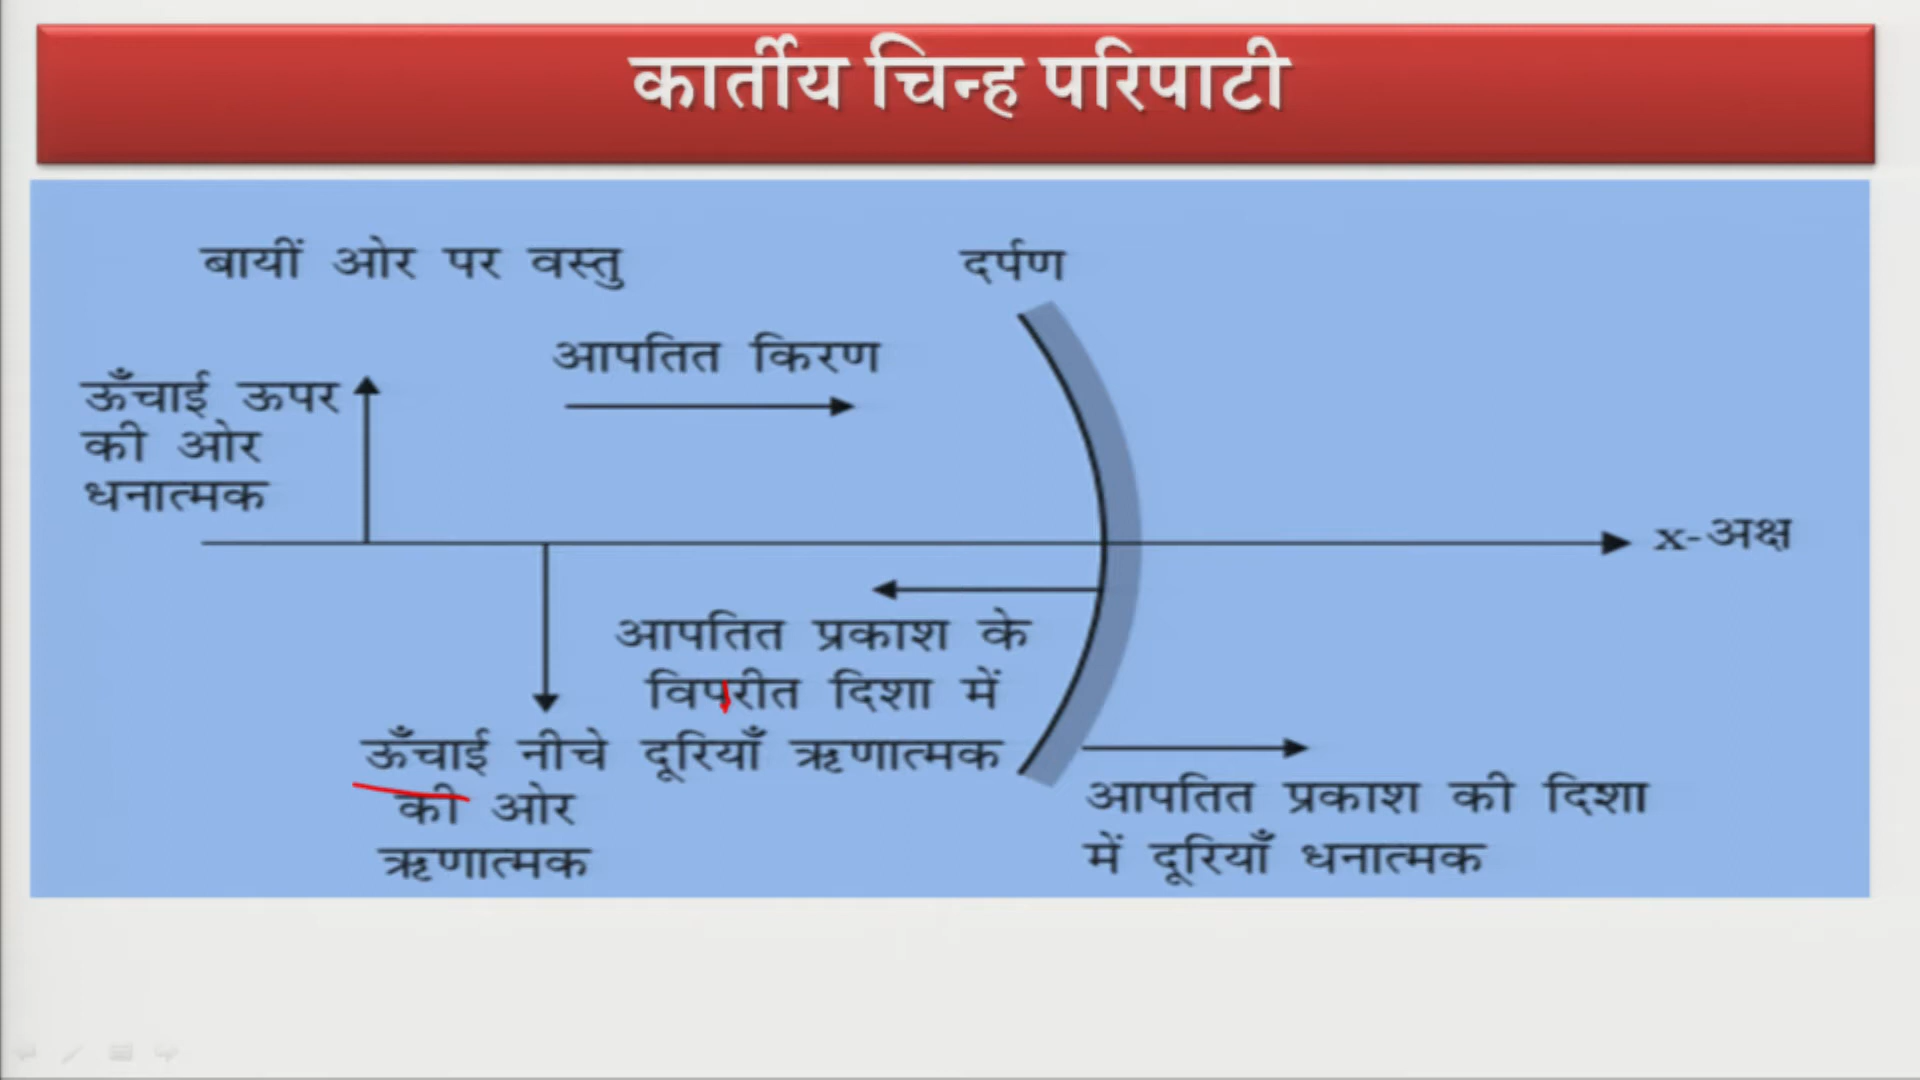 कार्तीय चिन्ह परिपाटी
बायीं ओर पर वस्तु
दर्पण
आपतित किरण
ऊँचाई ऊपर
की ओर
धनात्मक
x-अक्ष
आपतित प्रकाश के
विपरीत दिशा में
दूरियाँ ऋणात्मक
ऊँचाई नीचे
की ओर
ऋणात्मक
आपतित प्रकाश की दिशा
में दूरियाँ धनात्मक